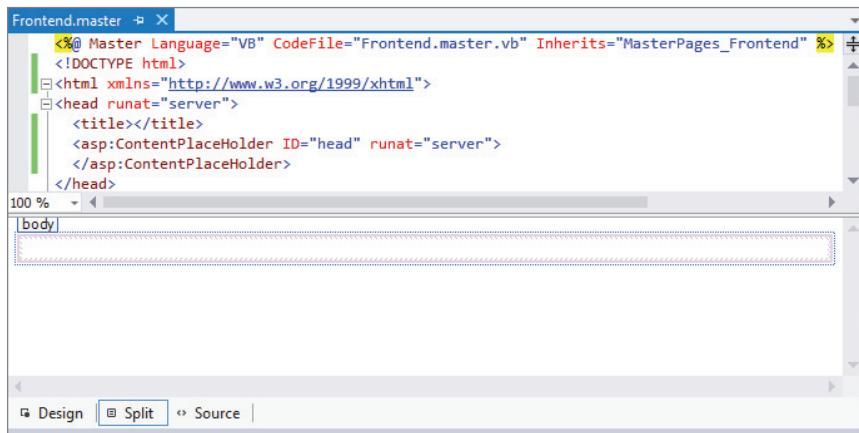 Frontend.master
<%@ Master Language="VB" CodeFile="Frontend.master.vb" Inherits="MasterPages_Frontend" %>
<!DOCTYPE html>
<html xmlns="http://www.w3.org/1999/xhtml">
<head runat="server">
<title></title>
<asp:ContentPlaceHolder ID="head" runat="server">
</asp:ContentPlaceHolder>
</head>
100 %
body
Design Split Source